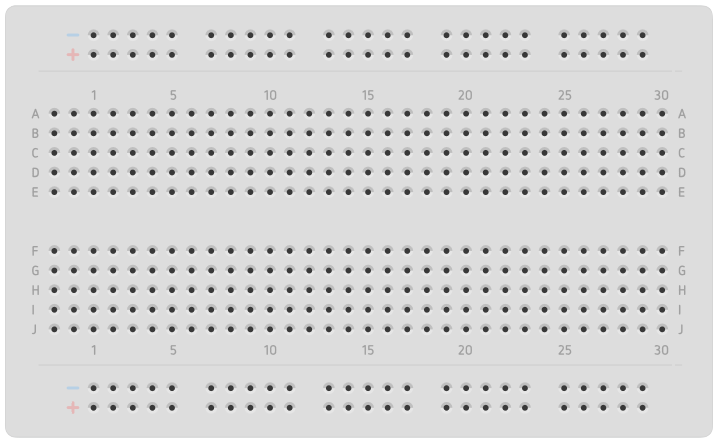 −
+
1 5 10 15 20 25 30
A A
B B
C C
D D
E E
F F
G G
H H
I I
J J
1 5 10 15 20 25 30
−
+